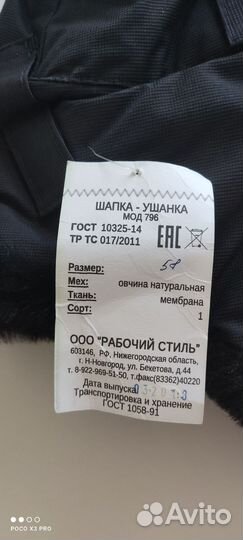 ШАПКА - УШАНКА
МОД 796
ГОСТ 10325-14
ТР ТС 017/2011
EAC
Размер: 58
Мех: овчина натуральная
Ткань: мембрана
Сорт: 1
ООО "РАБОЧИЙ СТИЛЬ"
603146, РФ, Нижегородская область,
г. Н-Новгород, ул. Бекетова, д.44
т. 8-922-969-51-50, т.факс(83362)40220
Дата выпуска
Транспортировка и хранение
ГОСТ 1058-91
POCO X3 PRO
Avito